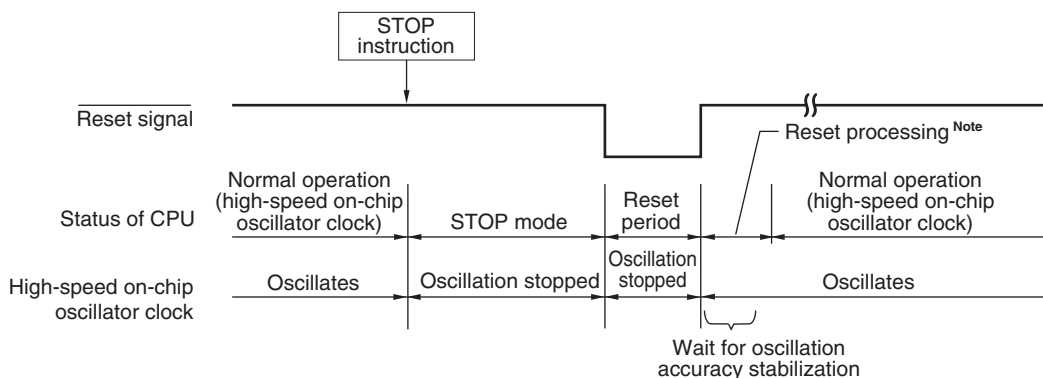 STOP
instruction
Reset signal
Reset processing Note
Status of CPU
Normal operation
(high-speed on-chip
oscillator clock)
STOP mode
Reset
period
Normal operation
(high-speed on-chip
oscillator clock)
High-speed on-chip
oscillator clock
Oscillates
Oscillation stopped
Oscillation
stopped
Oscillates
Wait for oscillation
accuracy stabilization